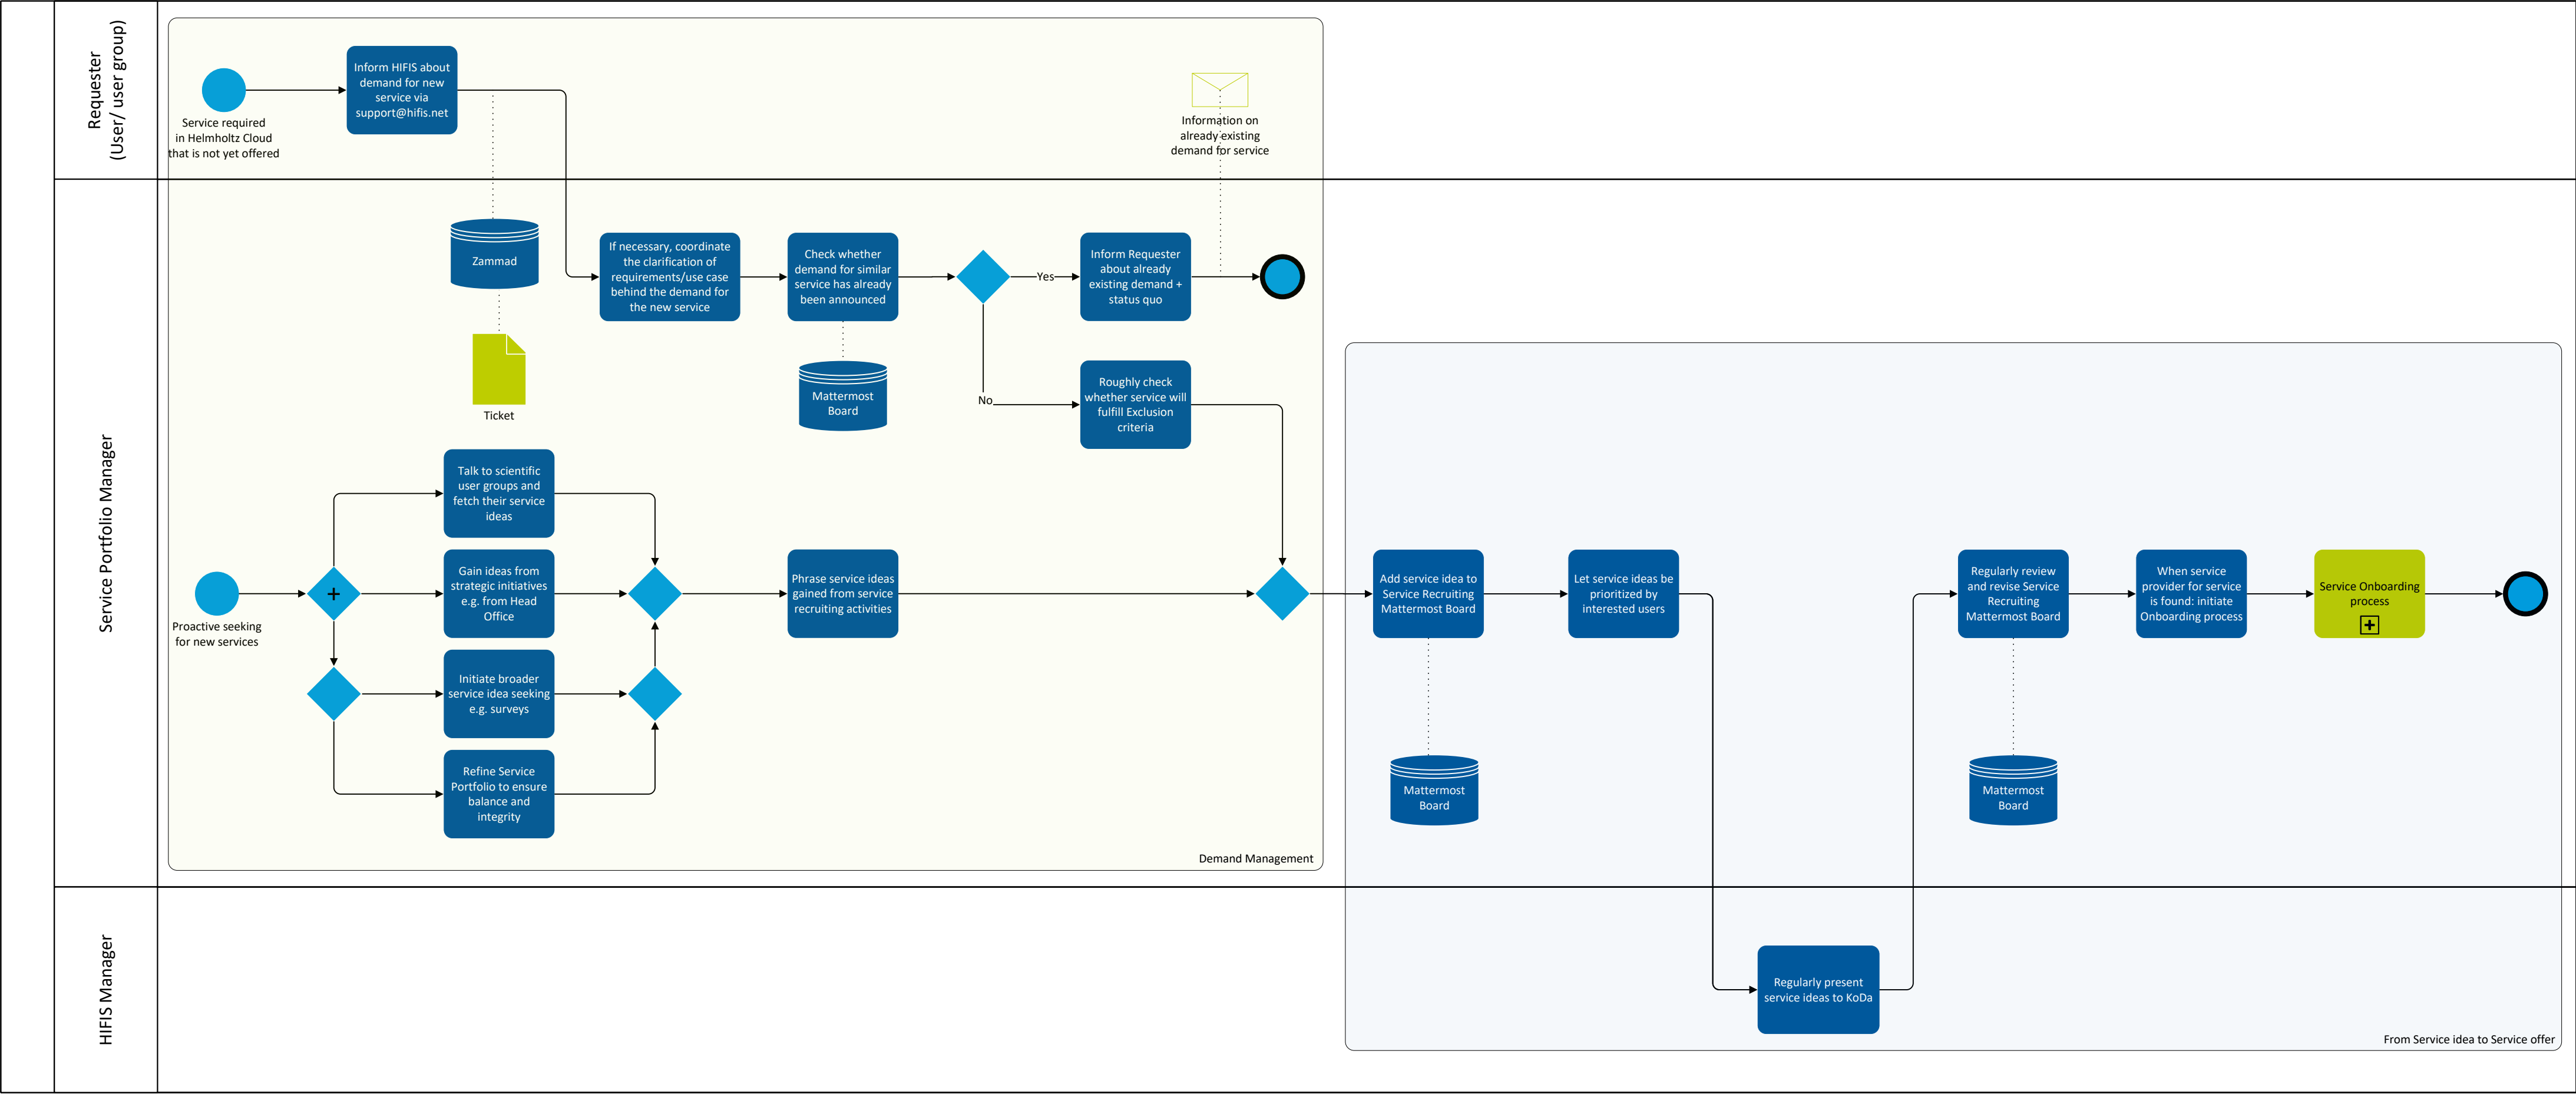 Requester
(User/ user group)
Service required
in Helmholtz Cloud
that is not yet offered
Inform HIFIS about
demand for new
service via
support@hifis.net
Information on
already existing
demand for service
Service Portfolio Manager
Zammad
Ticket
If necessary, coordinate
the clarification of
requirements/use case
behind the demand for
the new service
Check whether
demand for similar
service has already
been announced
Mattermost
Board
Yes
No
Inform Requester
about already
existing demand +
status quo
Roughly check
whether service will
fulfill Exclusion
criteria
Proactive seeking
for new services
Talk to scientific
user groups and
fetch their service
ideas
Gain ideas from
strategic initiatives
e.g. from Head
Office
Initiate broader
service idea seeking
e.g. surveys
Refine Service
Portfolio to ensure
balance and
integrity
Phrase service ideas
gained from service
recruiting activities
Demand Management
Add service idea to
Service Recruiting
Mattermost Board
Mattermost
Board
Let service ideas be
prioritized by
interested users
Regularly review
and revise Service
Recruiting
Mattermost Board
Mattermost
Board
When service
provider for service
is found: initiate
Onboarding process
Service Onboarding
process
HIFIS Manager
Regularly present
service ideas to KoDa
From Service idea to Service offer